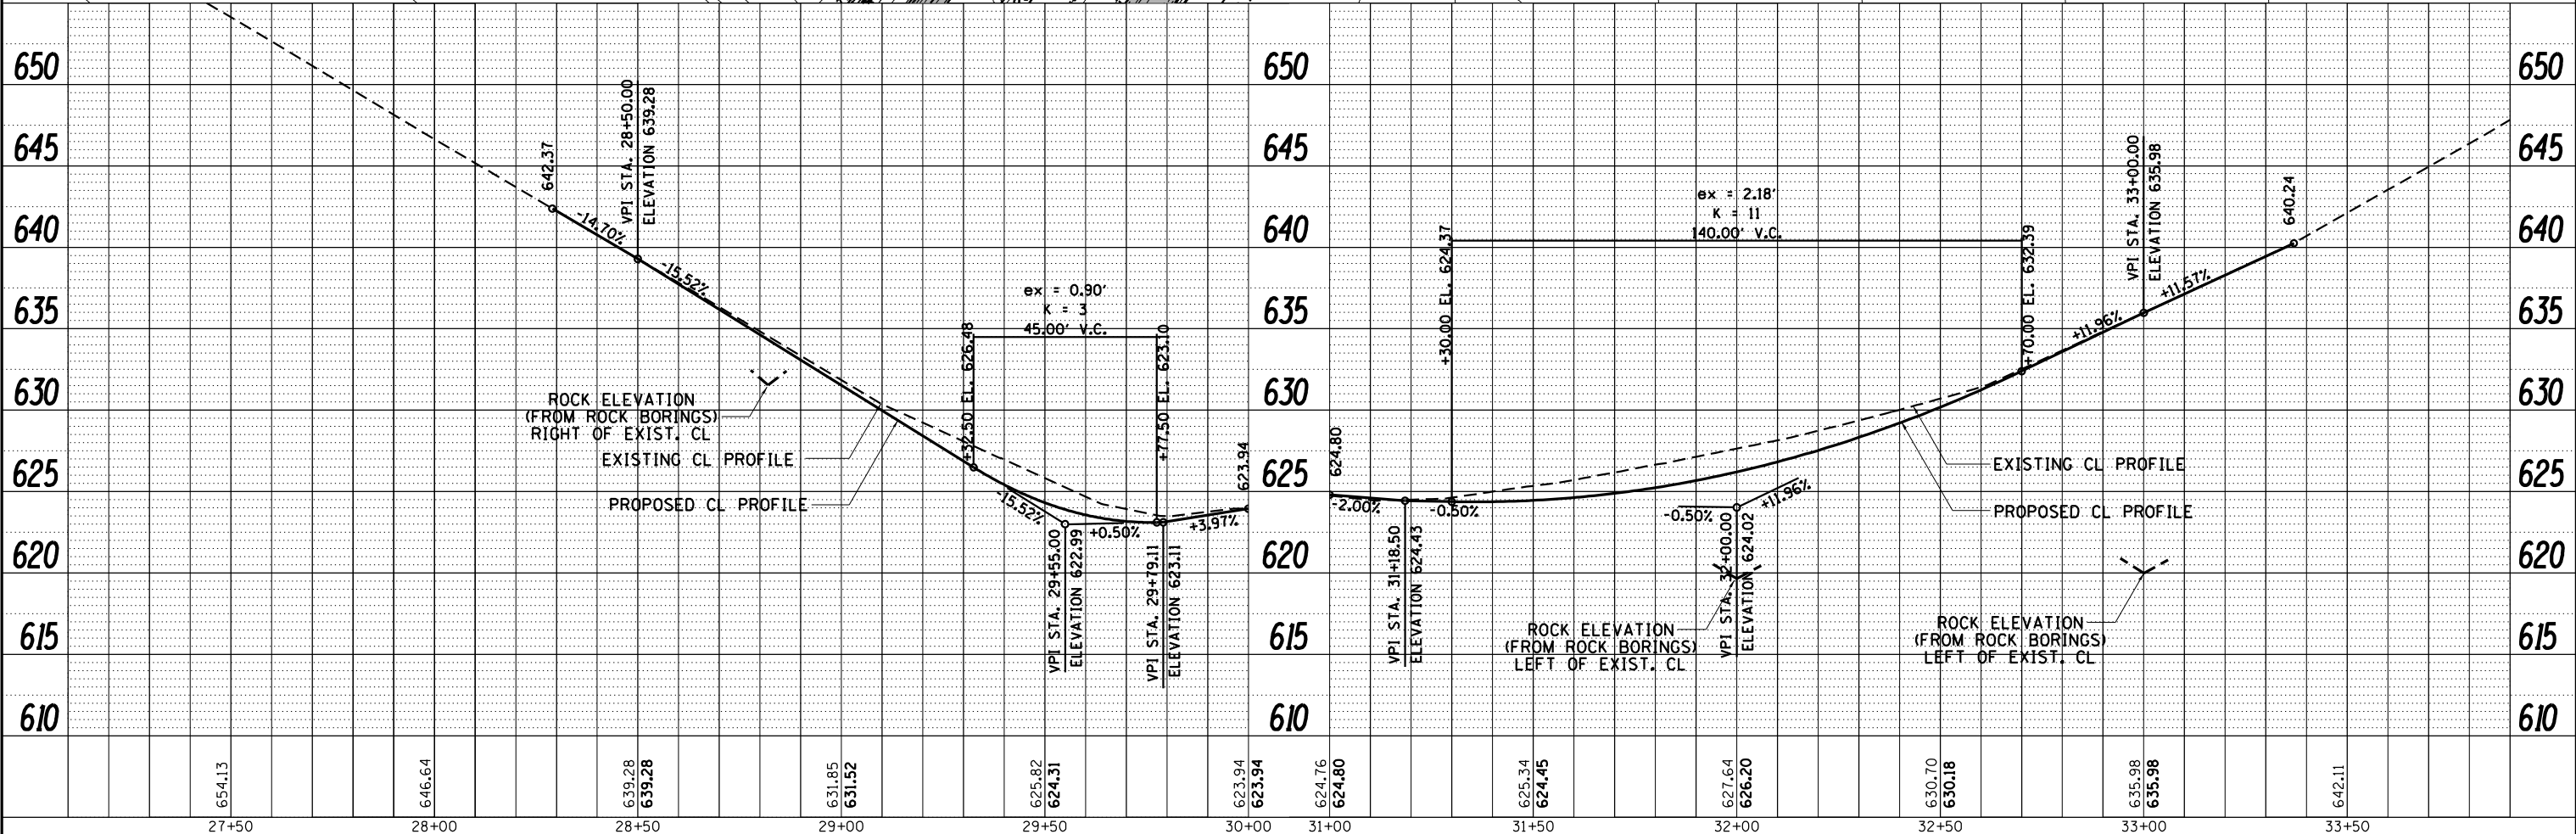 650
645
640
635
630
625
620
615
610
642.37
VPI STA. 28+50.00
ELEVATION 639.28
-14.70%
-15.52%
ROCK ELEVATION
(FROM ROCK BORINGS)
RIGHT OF EXIST. CL
EXISTING CL PROFILE
PROPOSED CL PROFILE
ex = 0.90'
K = 3
45.00' V.C.
+32.50 EL. 626.48
+77.50 EL. 623.10
-15.52%
+0.50%
+3.97%
VPI STA. 29+55.00
ELEVATION 622.99
VPI STA. 29+79.11
ELEVATION 623.11
623.94
650
645
640
635
630
625
620
615
610
624.80
-2.00%
-0.50%
VPI STA. 31+18.50
ELEVATION 624.43
ex = 2.18'
K = 11
140.00' V.C.
+30.00 EL. 624.37
+70.00 EL. 632.39
-0.50%
+11.96%
VPI STA. 32+00.00
ELEVATION 624.02
ROCK ELEVATION
(FROM ROCK BORINGS)
LEFT OF EXIST. CL
EXISTING CL PROFILE
PROPOSED CL PROFILE
ROCK ELEVATION
(FROM ROCK BORINGS)
LEFT OF EXIST. CL
+11.96%
VPI STA. 33+00.00
ELEVATION 635.98
+11.57%
640.24
650
645
640
635
630
625
620
615
610
654.13
646.64
639.28
639.28
631.85
631.52
625.82
624.31
623.94
623.94
624.76
624.80
625.34
624.45
627.64
626.20
630.70
630.18
635.98
635.98
642.11
27+50 28+00 28+50 29+00 29+50 30+00 31+00 31+50 32+00 32+50 33+00 33+50